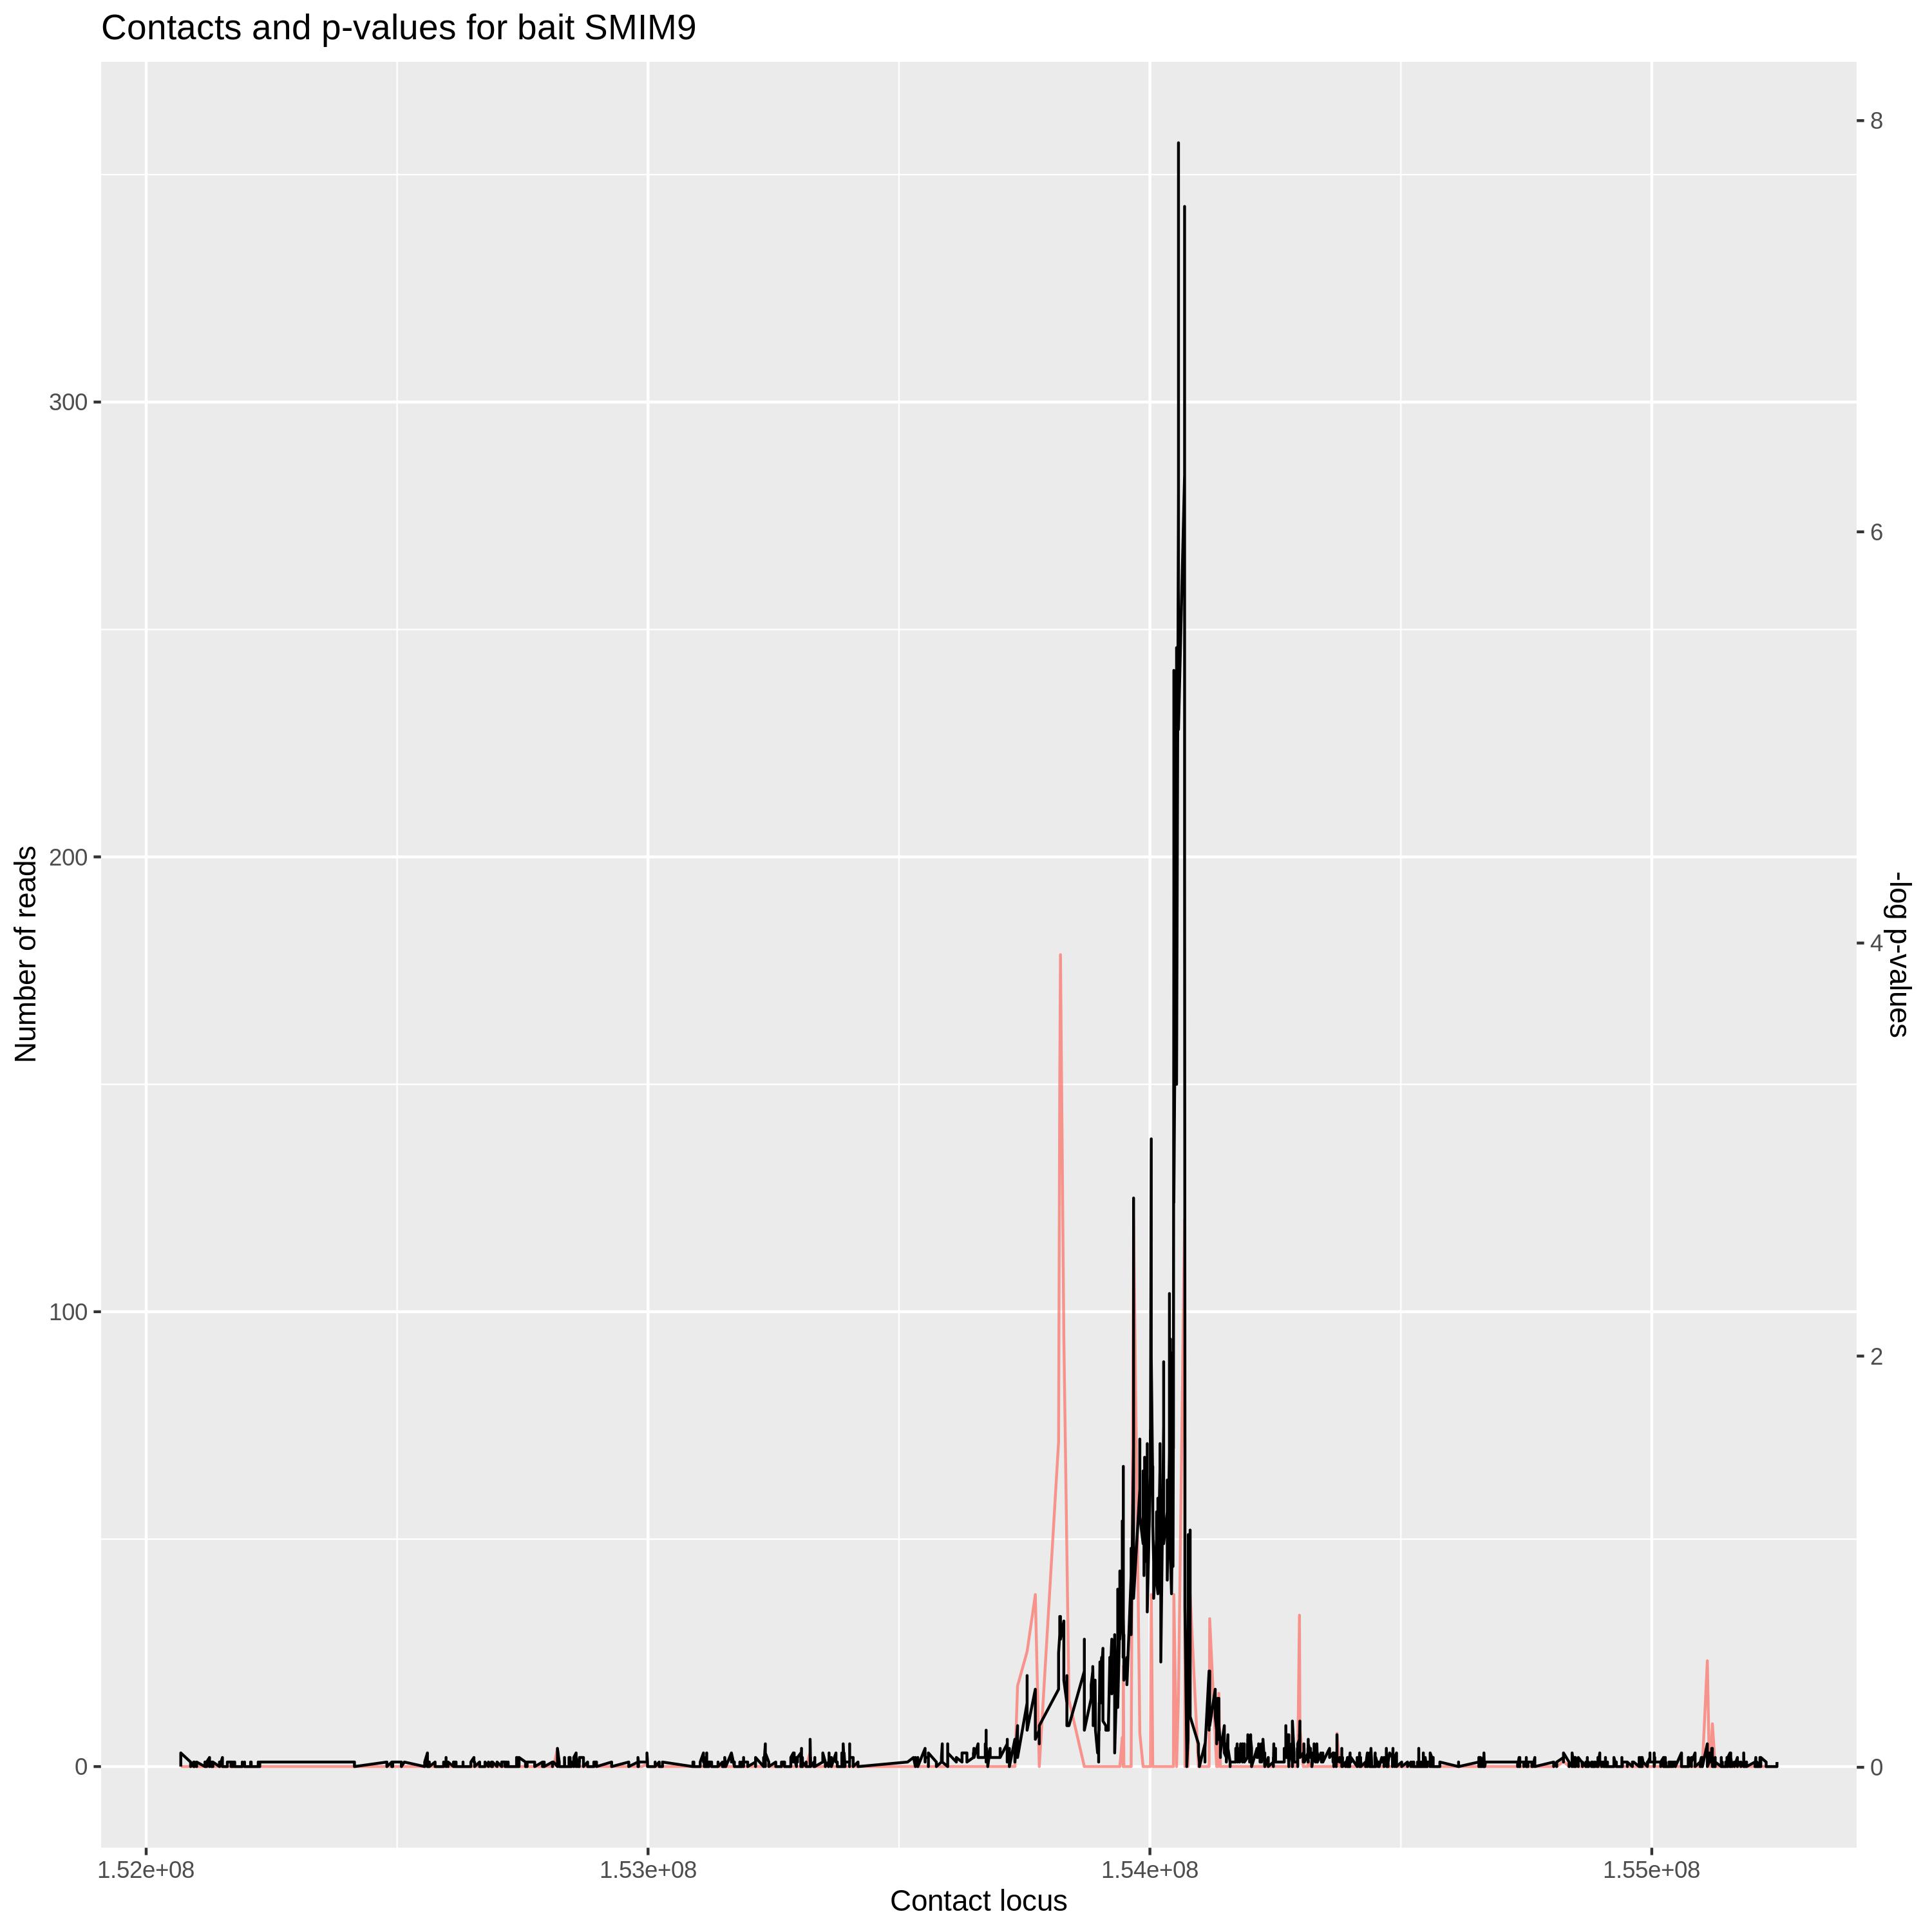 Contacts and p-values for bait SMIM9
Number of reads
300
200
100
0
8
6
4
2
0
-log p-values
1.52e+08
1.53e+08
1.54e+08
1.55e+08
Contact locus